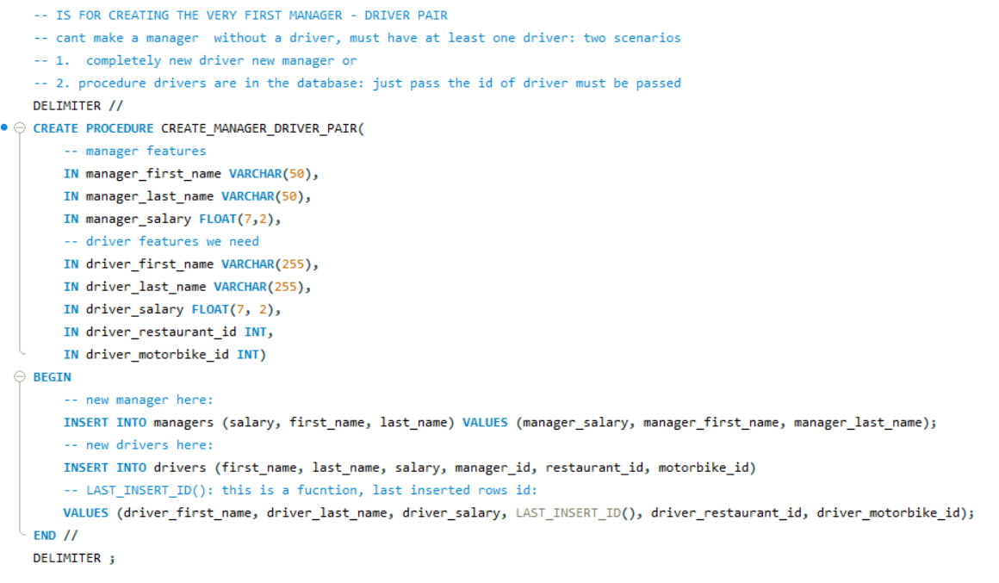 -- IS FOR CREATING THE VERY FIRST MANAGER - DRIVER PAIR
-- cant make a manager  without a driver, must have at least one driver: two scenarios
-- 1.  completely new driver new manager or
-- 2. procedure drivers are in the database: just pass the id of driver must be passed
DELIMITER //
CREATE PROCEDURE CREATE_MANAGER_DRIVER_PAIR(
    -- manager features
    IN manager_first_name VARCHAR(50),
    IN manager_last_name VARCHAR(50),
    IN manager_salary FLOAT(7,2),
    -- driver features we need
    IN driver_first_name VARCHAR(255),
    IN driver_last_name VARCHAR(255),
    IN driver_salary FLOAT(7, 2),
    IN driver_restaurant_id INT,
    IN driver_motorbike_id INT)
BEGIN
    -- new manager here:
    INSERT INTO managers (salary, first_name, last_name) VALUES (manager_salary, manager_first_name, manager_last_name);
    -- new drivers here:
    INSERT INTO drivers (first_name, last_name, salary, manager_id, restaurant_id, motorbike_id)
    -- LAST_INSERT_ID(): this is a fucntion, last inserted rows id:
    VALUES (driver_first_name, driver_last_name, driver_salary, LAST_INSERT_ID(), driver_restaurant_id, driver_motorbike_id);
END //
DELIMITER ;